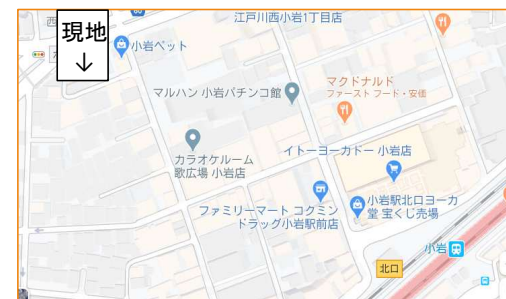 江戸川西小岩1丁目店
西
現地
↓
小岩ペット
マルハン 小岩パチンコ館
マクドナルド
ファースト フード・安価
カラオケルーム
歌広場 小岩店
イトーヨーカドー 小岩店
ファミリーマート コクミン
ドラッグ小岩駅前店
小岩駅北口ヨーカ
堂 宝くじ売場
小岩
北口